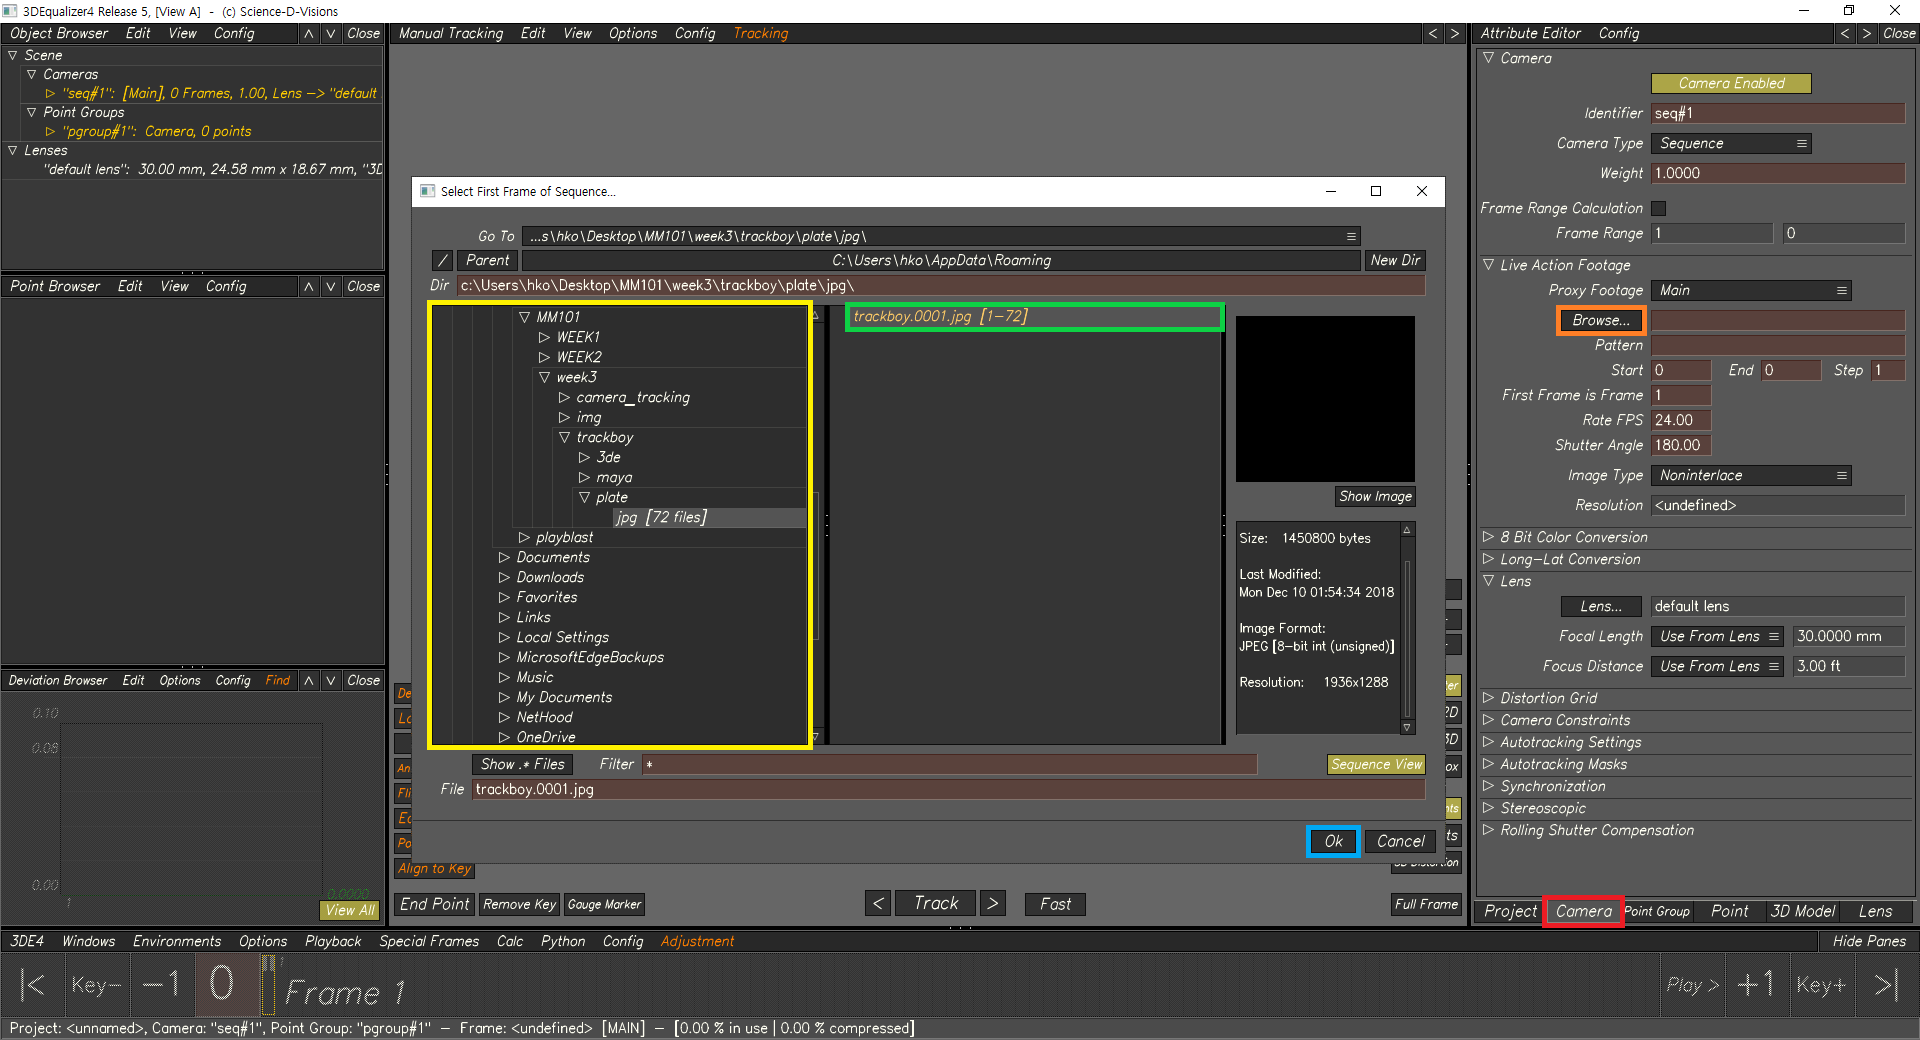 3DEqualizer4 Release 5, [View A]  -  (c) Science-D-Visions
Object Browser Edit View Config Close
Scene
Cameras
"seq#1": [Main], 0 Frames, 1.00, Lens -> "default
Point Groups
"pgroup#1": Camera, 0 points
Lenses
"default lens": 30.00 mm, 24.58 mm x 18.67 mm, "3D
Point Browser Edit View Config Close
Deviation Browser Edit Options Config Find Close
0.10
0.08
0.00
0.0000
1
View All
Manual Tracking Edit View Options Config Tracking < >
Select First Frame of Sequence...
Go To ...s\hko\Desktop\MM101\week3\trackboy\plate\jpg\
/ Parent C:\Users\hko\AppData\Roaming New Dir
Dir c:\Users\hko\Desktop\MM101\week3\trackboy\plate\jpg\
MM101
WEEK1
WEEK2
week3
camera_tracking
img
trackboy
3de
maya
plate
jpg [72 files]
playblast
Documents
Downloads
Favorites
Links
Local Settings
MicrosoftEdgeBackups
Music
My Documents
NetHood
OneDrive
trackboy.0001.jpg [1-72]
Show Image
Size: 1450800 bytes
Last Modified:
Mon Dec 10 01:54:34 2018
Image Format:
JPEG [8-bit int (unsigned)]
Resolution: 1936x1288
Show .* Files Filter * Sequence View
File trackboy.0001.jpg
Ok Cancel
Align to Key
End Point Remove Key Gauge Marker < Track > Fast Full Frame
Attribute Editor Config < > Close
Camera
Camera Enabled
Identifier seq#1
Camera Type Sequence
Weight 1.0000
Frame Range Calculation
Frame Range 1 0
Live Action Footage
Proxy Footage Main
Browse...
Pattern
Start 0 End 0 Step 1
First Frame is Frame 1
Rate FPS 24.00
Shutter Angle 180.00
Image Type Noninterlace
Resolution <undefined>
8 Bit Color Conversion
Long-Lat Conversion
Lens
Lens... default lens
Focal Length Use From Lens 30.0000 mm
Focus Distance Use From Lens 3.00 ft
Distortion Grid
Camera Constraints
Autotracking Settings
Autotracking Masks
Synchronization
Stereoscopic
Rolling Shutter Compensation
Project Camera Point Group Point 3D Model Lens
3DE4 Windows Environments Options Playback Special Frames Calc Python Config Adjustment Hide Panes
|< Key- -1 0 1 Frame 1 Play > +1 Key+ >|
Project: <unnamed>, Camera: "seq#1", Point Group: "pgroup#1" - Frame: <undefined> [MAIN] - [0.00 % in use | 0.00 % compressed]